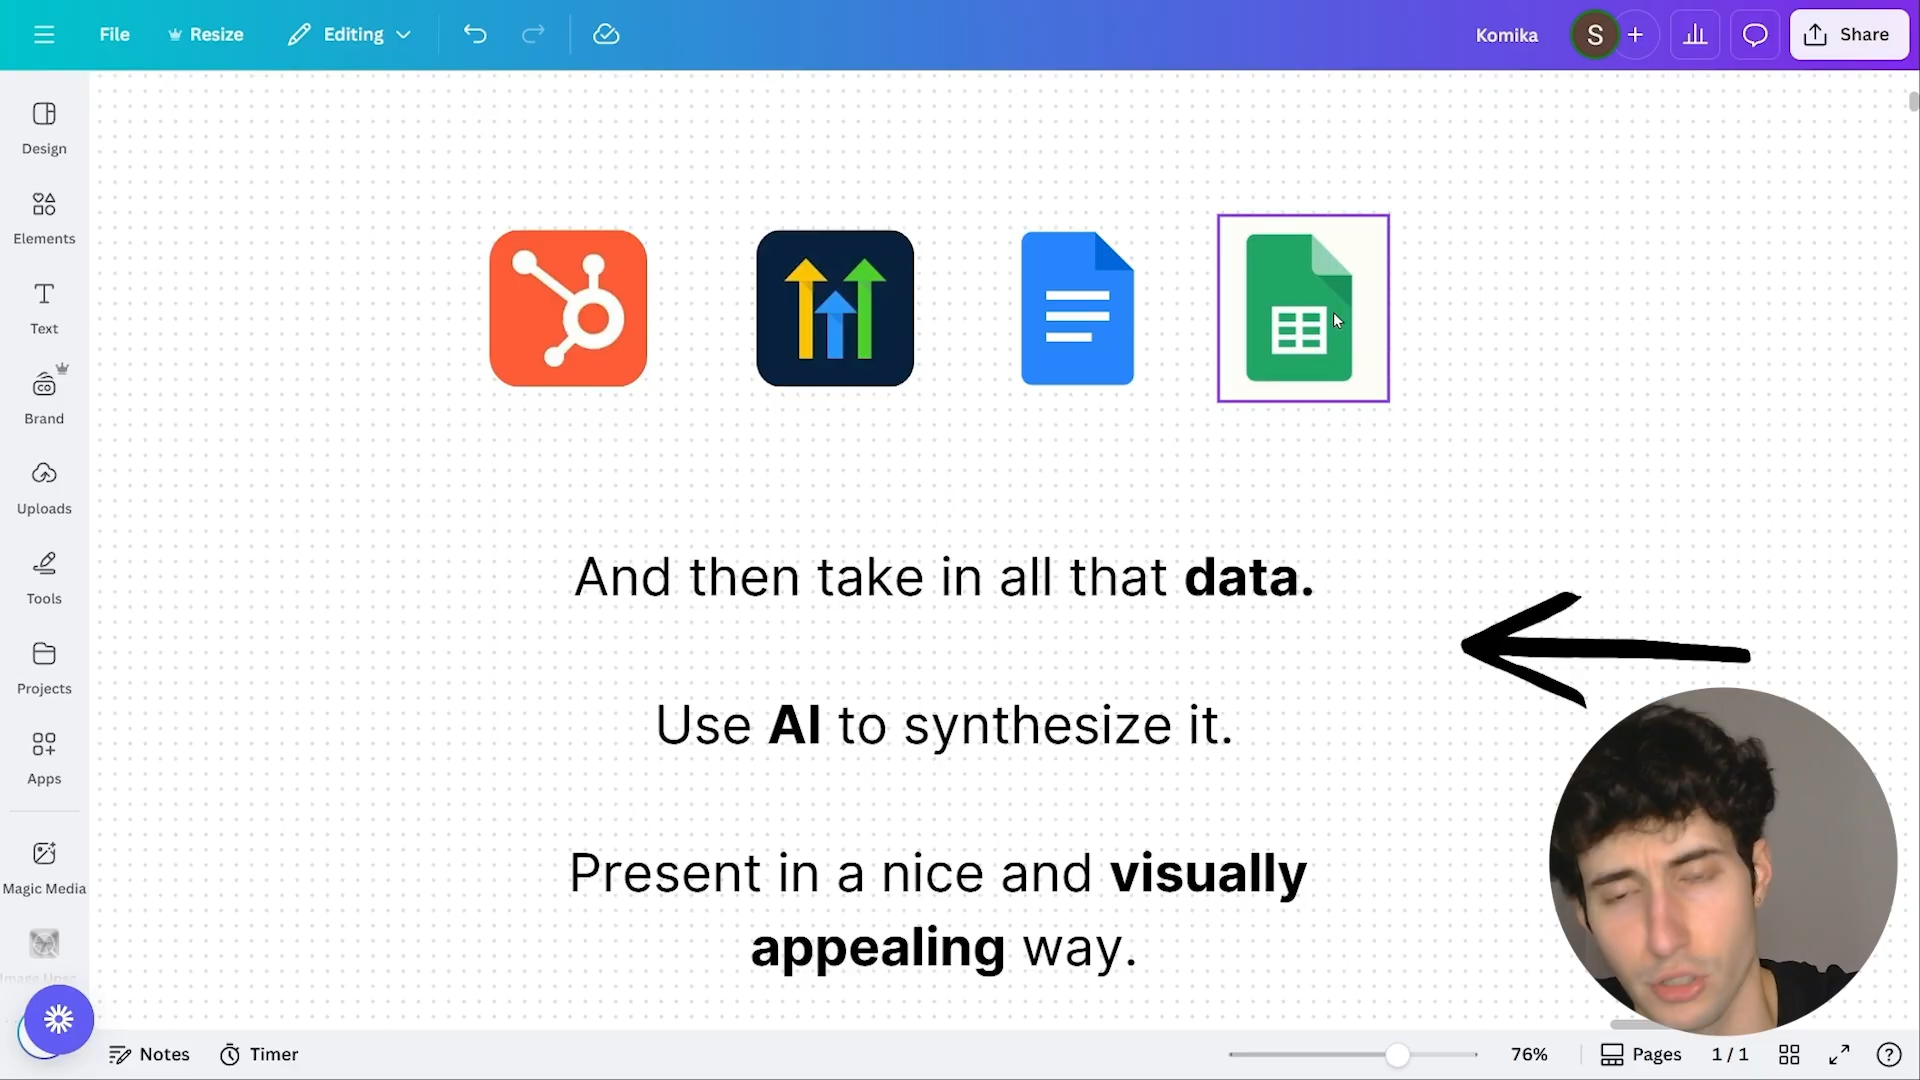 File
Resize
Editing
Komika
S
Share
Design
Elements
Text
Brand
Uploads
Tools
Projects
Apps
Magic Media
And then take in all that data.
Use AI to synthesize it.
Present in a nice and visually
appealing way.
Notes
Timer
76%
Pages
1 / 1